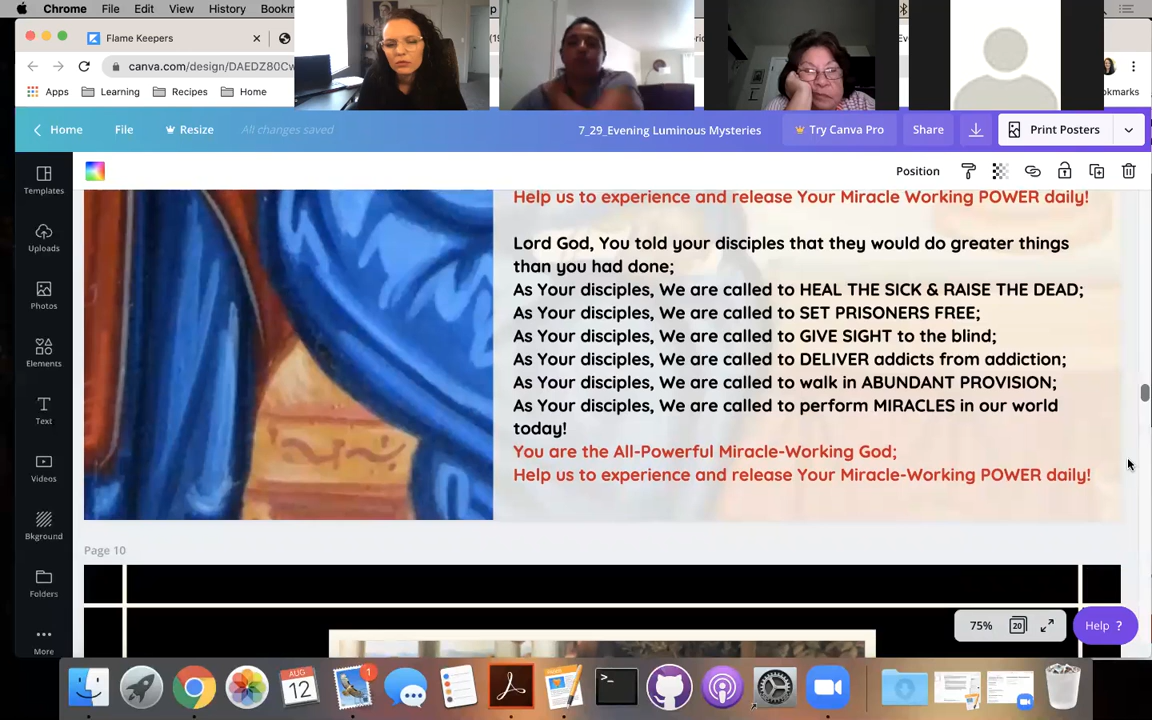 Chrome File Edit View History Bookm
Flame Keepers
canva.com/design/DAEDZ80Cw
Apps Learning Recipes Home
okmarks
Home File Resize All changes saved 7_29_Evening Luminous Mysteries Try Canva Pro Share Print Posters
Position
Templates
Uploads
Photos
Elements
Text
Videos
Bkground
Folders
More
Help us to experience and release Your Miracle Working POWER daily!
Lord God, You told your disciples that they would do greater things
than you had done;
As Your disciples, We are called to HEAL THE SICK & RAISE THE DEAD;
As Your disciples, We are called to SET PRISONERS FREE;
As Your disciples, We are called to GIVE SIGHT to the blind;
As Your disciples, We are called to DELIVER addicts from addiction;
As Your disciples, We are called to walk in ABUNDANT PROVISION;
As Your disciples, We are called to perform MIRACLES in our world
today!
You are the All-Powerful Miracle-Working God;
Help us to experience and release Your Miracle-Working POWER daily!
Page 10
75% 20 Help ?
AUG
12
1